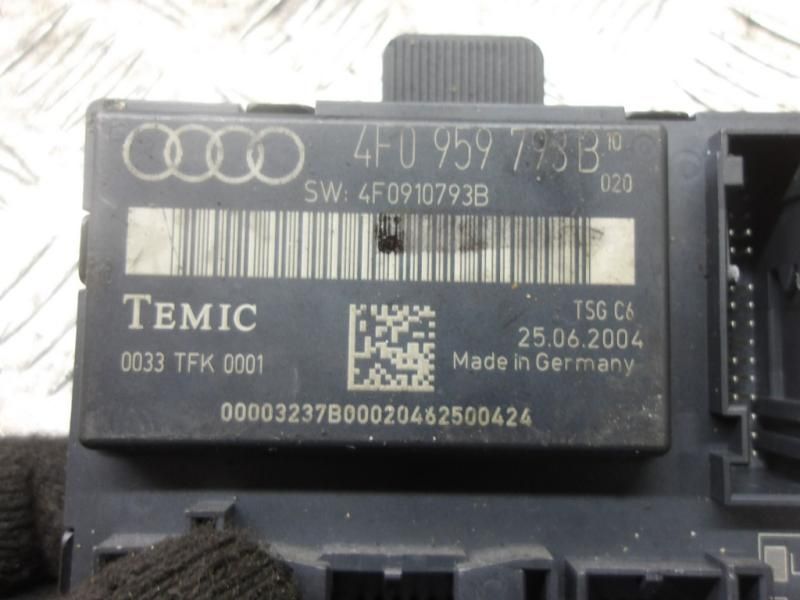 4F0 959 793B 10
020
SW: 4F0910793B
TEMIC
TSG C6
25.06.2004
0033 TFK 0001
Made in Germany
00003237B00020462500424